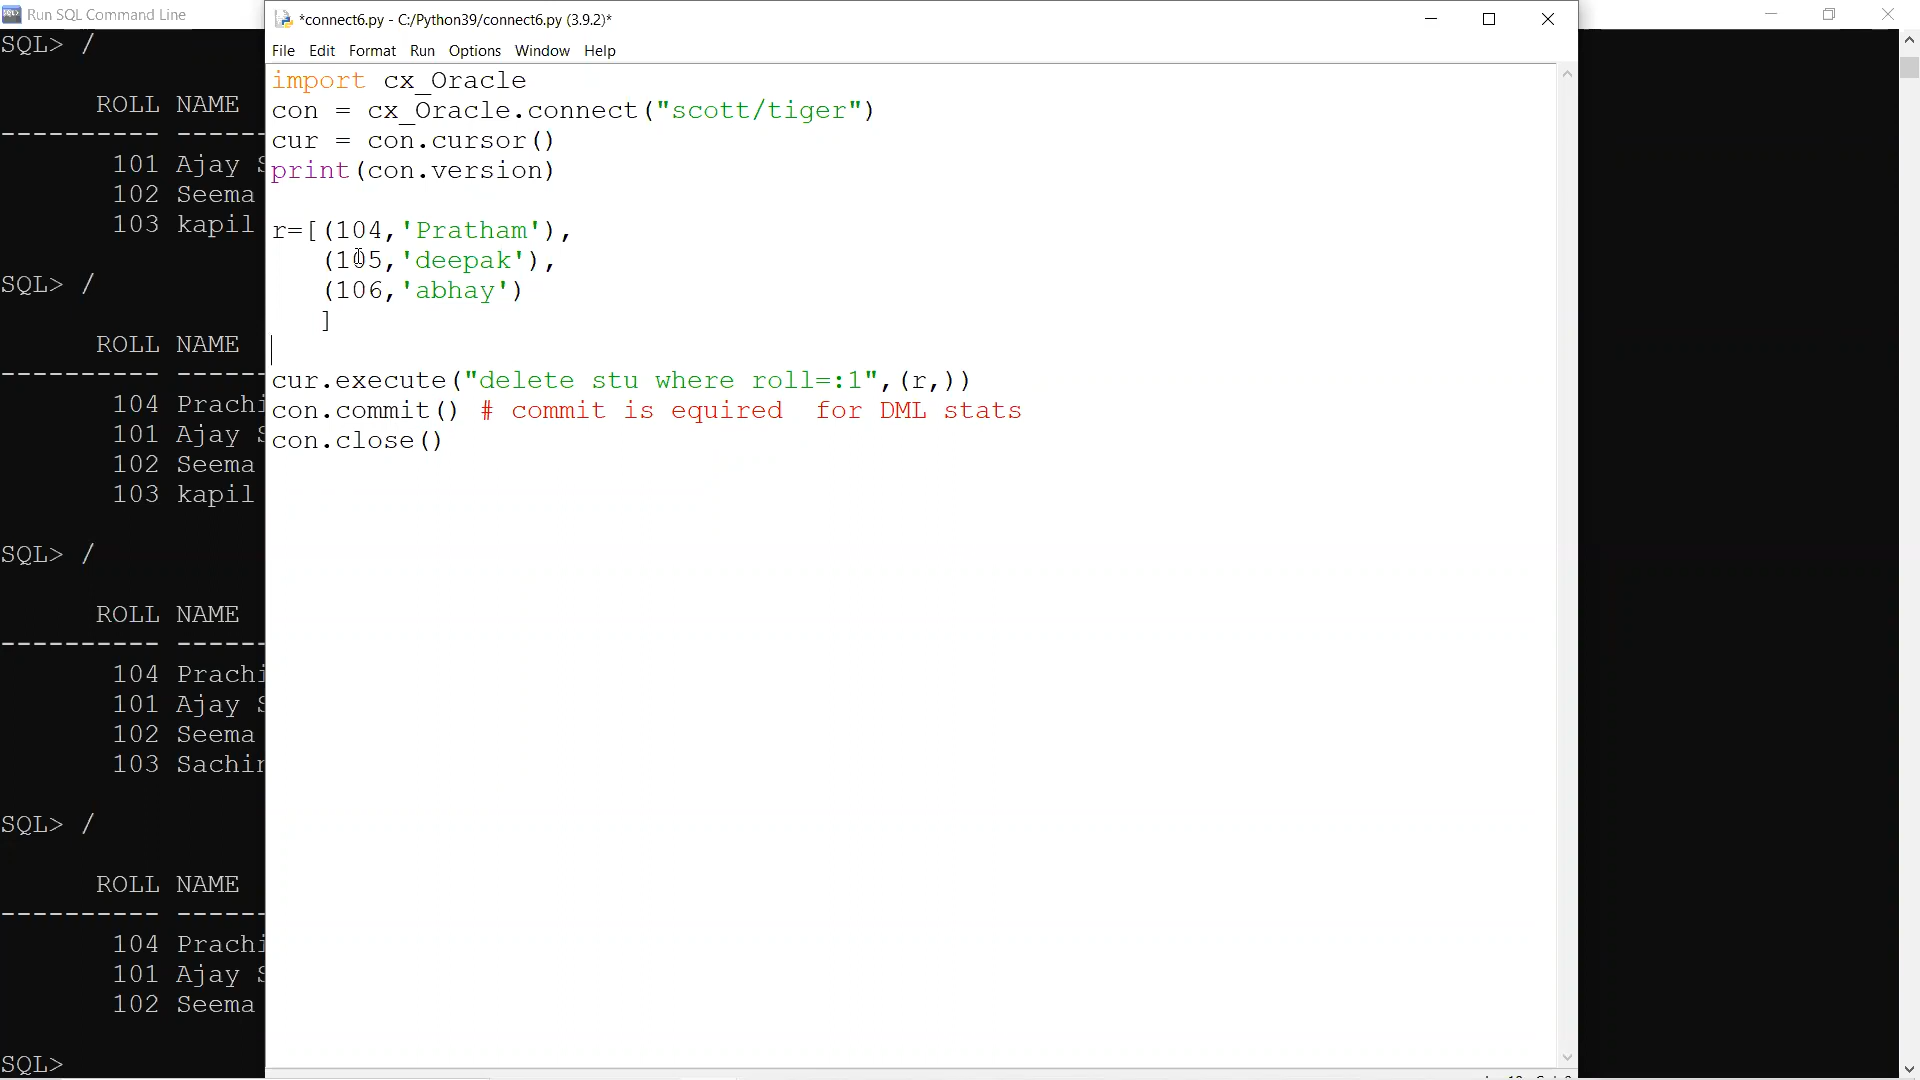 Run SQL Command Line
SQL> /
ROLL NAME
---------- ------
101 Ajay S
102 Seema
103 kapil
SQL> /
ROLL NAME
---------- ------
104 Prachi
101 Ajay S
102 Seema
103 kapil
SQL> /
ROLL NAME
---------- ------
104 Prachi
101 Ajay S
102 Seema
103 Sachin
SQL> /
ROLL NAME
---------- ------
104 Prachi
101 Ajay S
102 Seema
SQL>
*connect6.py - C:/Python39/connect6.py (3.9.2)*
File Edit Format Run Options Window Help
import cx_Oracle
con = cx_Oracle.connect("scott/tiger")
cur = con.cursor()
print(con.version)
r=[(104,'Pratham'),
(105,'deepak'),
(106,'abhay')
]
cur.execute("delete stu where roll=:1",(r,))
con.commit() # commit is equired  for DML stats
con.close()